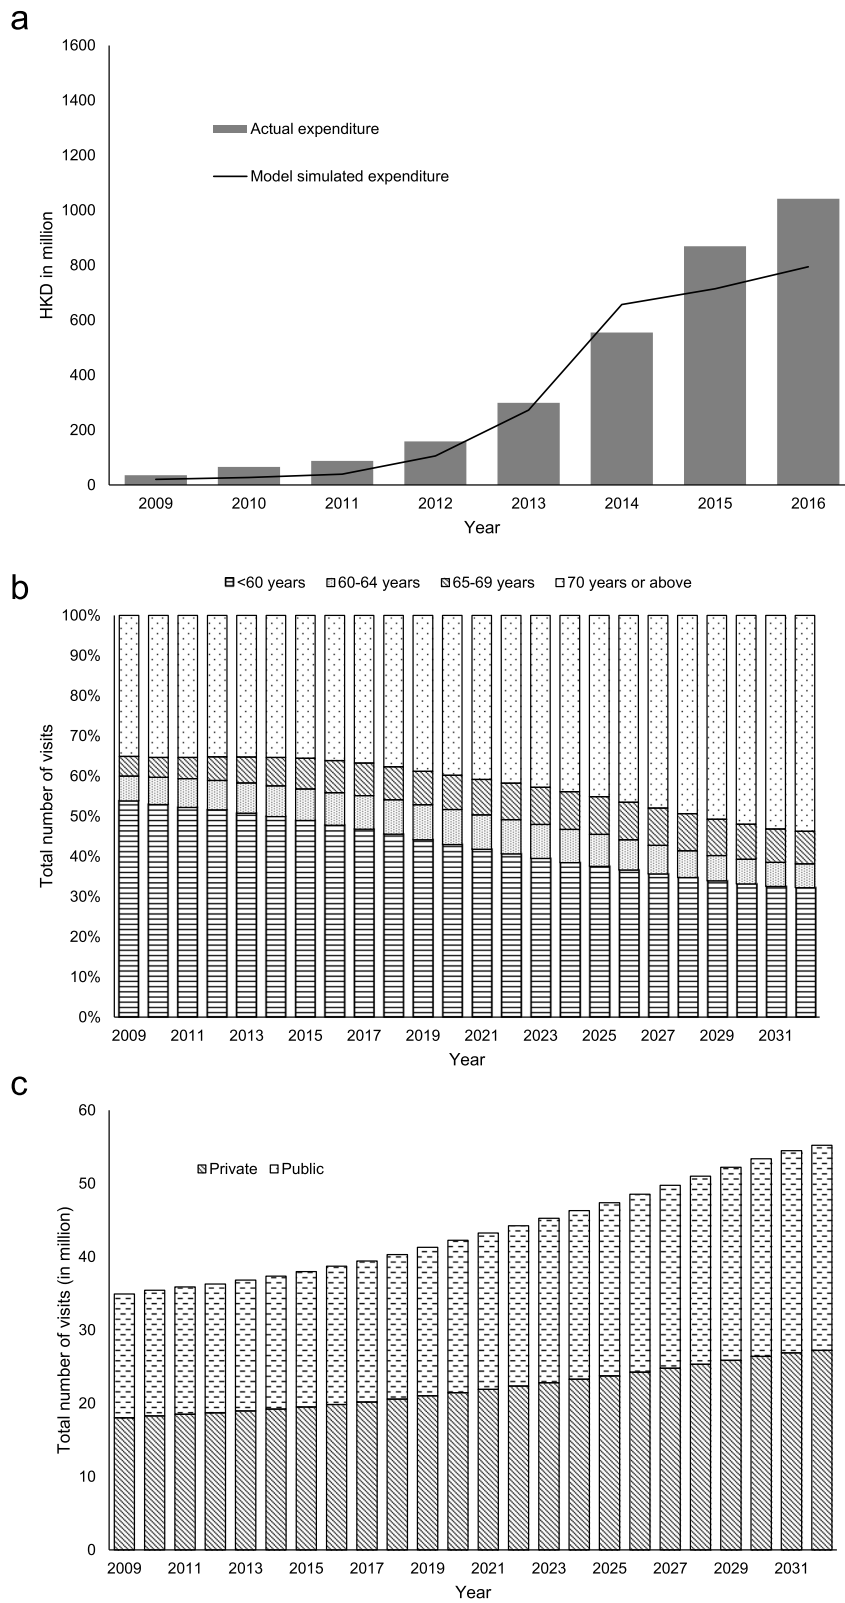 a
1600
1400
1200
1000
800
600
400
200
0
HKD in million
Actual expenditure
Model simulated expenditure
2009 2010 2011 2012 2013 2014 2015 2016
Year
b
<60 years 60-64 years 65-69 years 70 years or above
100%
90%
80%
70%
60%
50%
40%
30%
20%
10%
0%
Total number of visits
2009 2011 2013 2015 2017 2019 2021 2023 2025 2027 2029 2031
Year
c
60
50
40
30
20
10
0
Total number of visits (in million)
Private Public
2009 2011 2013 2015 2017 2019 2021 2023 2025 2027 2029 2031
Year